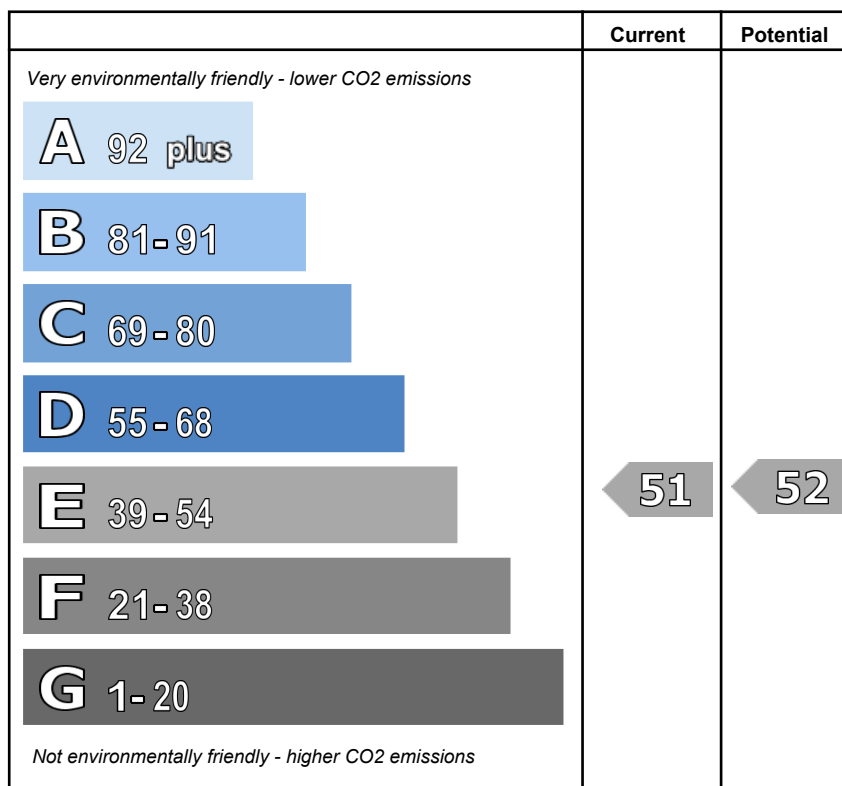 Current Potential
Very environmentally friendly - lower CO2 emissions
A 92 plus
B 81-91
C 69-80
D 55-68
E 39-54 51 52
F 21-38
G 1-20
Not environmentally friendly - higher CO2 emissions